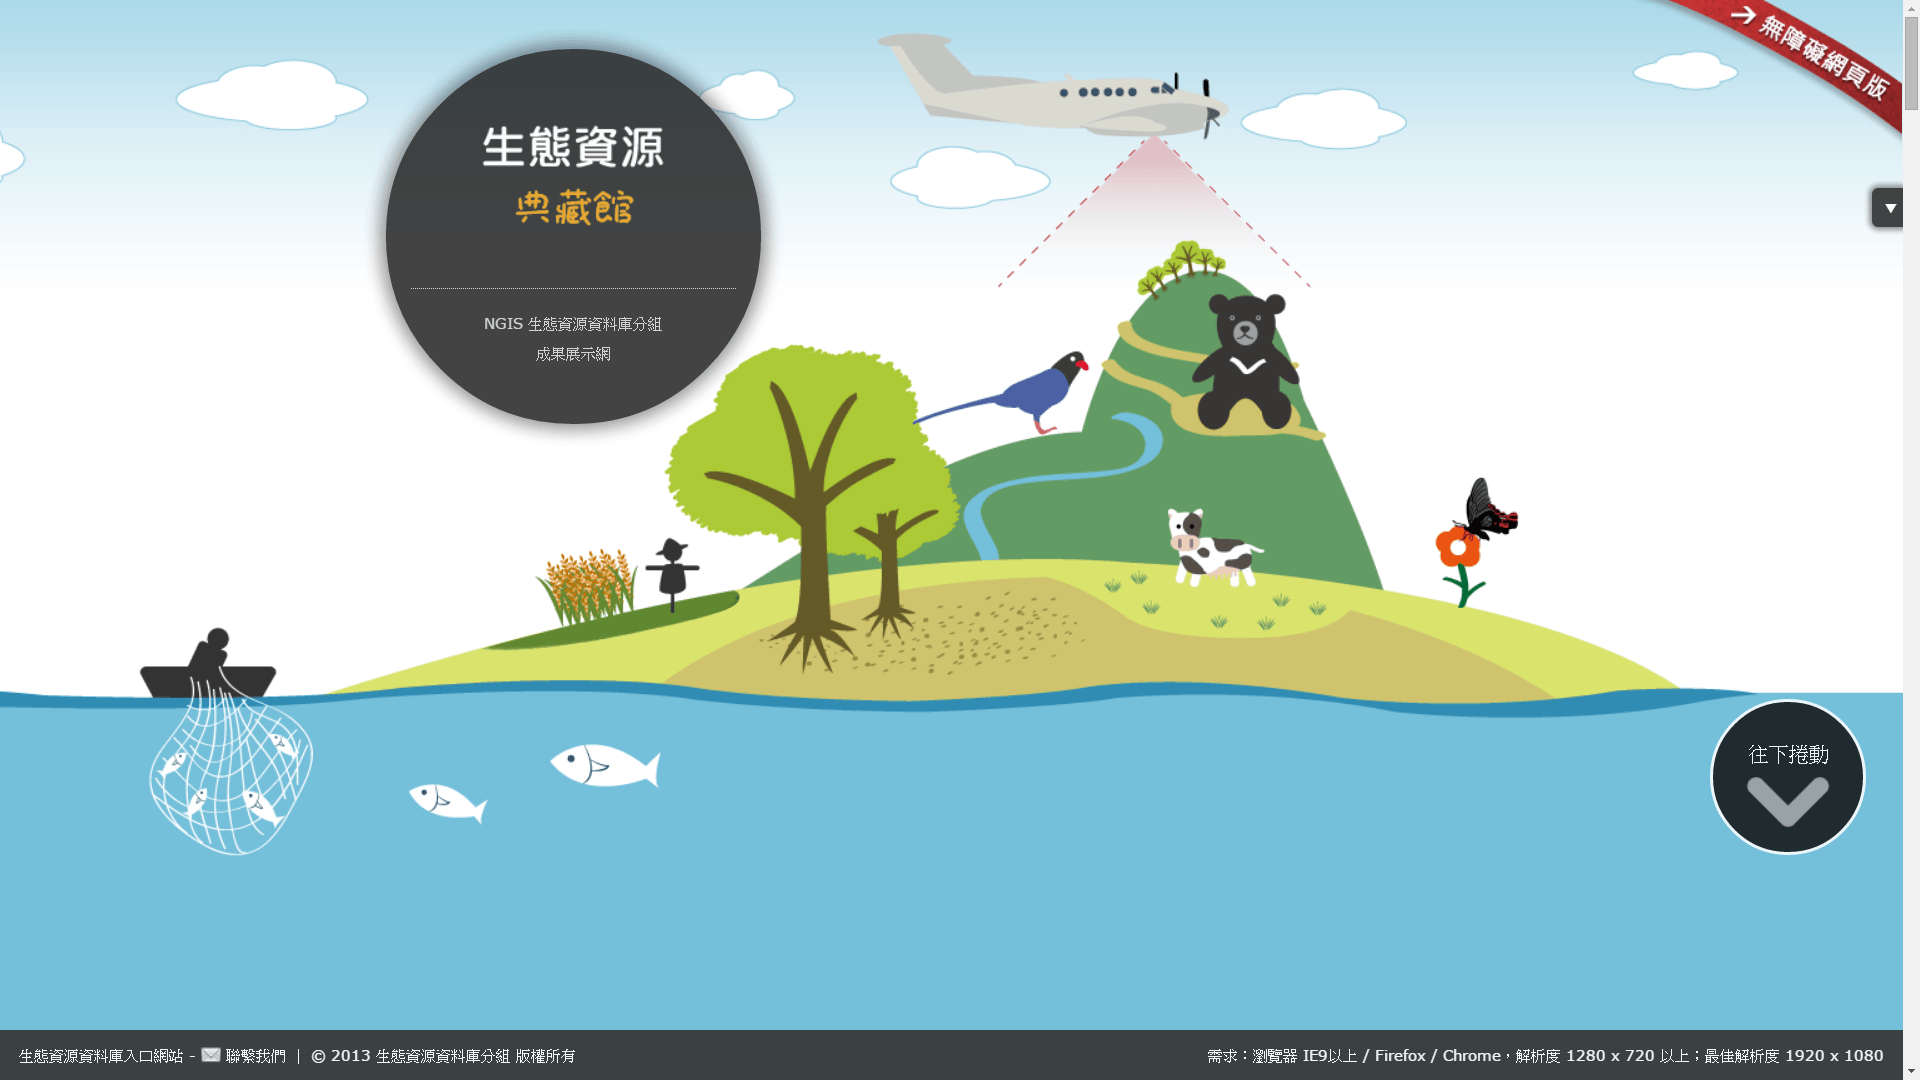 無障礙網頁版
生態資源
典藏館
NGIS 生態資源資料庫分組
成果展示網
往下捲動
生態資源資料庫入口網站 - 聯繫我們 | © 2013 生態資源資料庫分組 版權所有
需求：瀏覽器 IE9以上 / Firefox / Chrome，解析度 1280 x 720 以上；最佳解析度 1920 x 1080